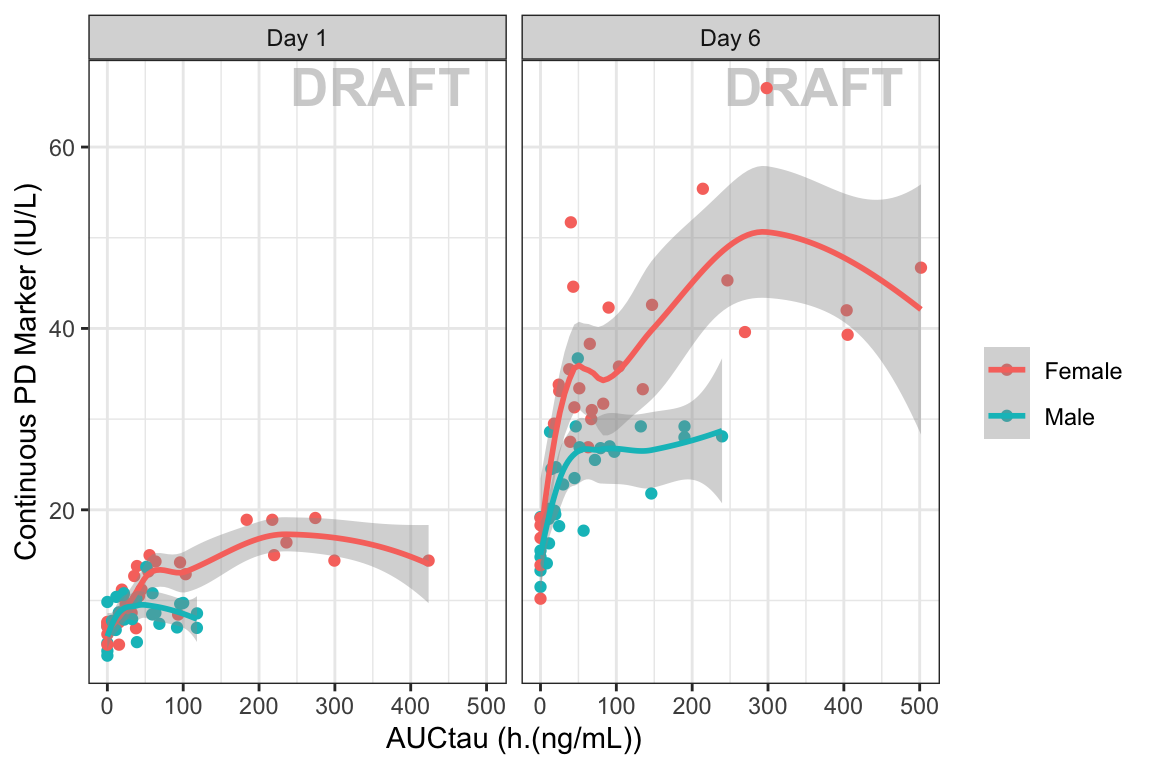 Day 1
Day 6
DRAFT
DRAFT
Continuous PD Marker (IU/L)
60
40
20
0 100 200 300 400 500
0 100 200 300 400 500
AUCtau (h.(ng/mL))
Female
Male